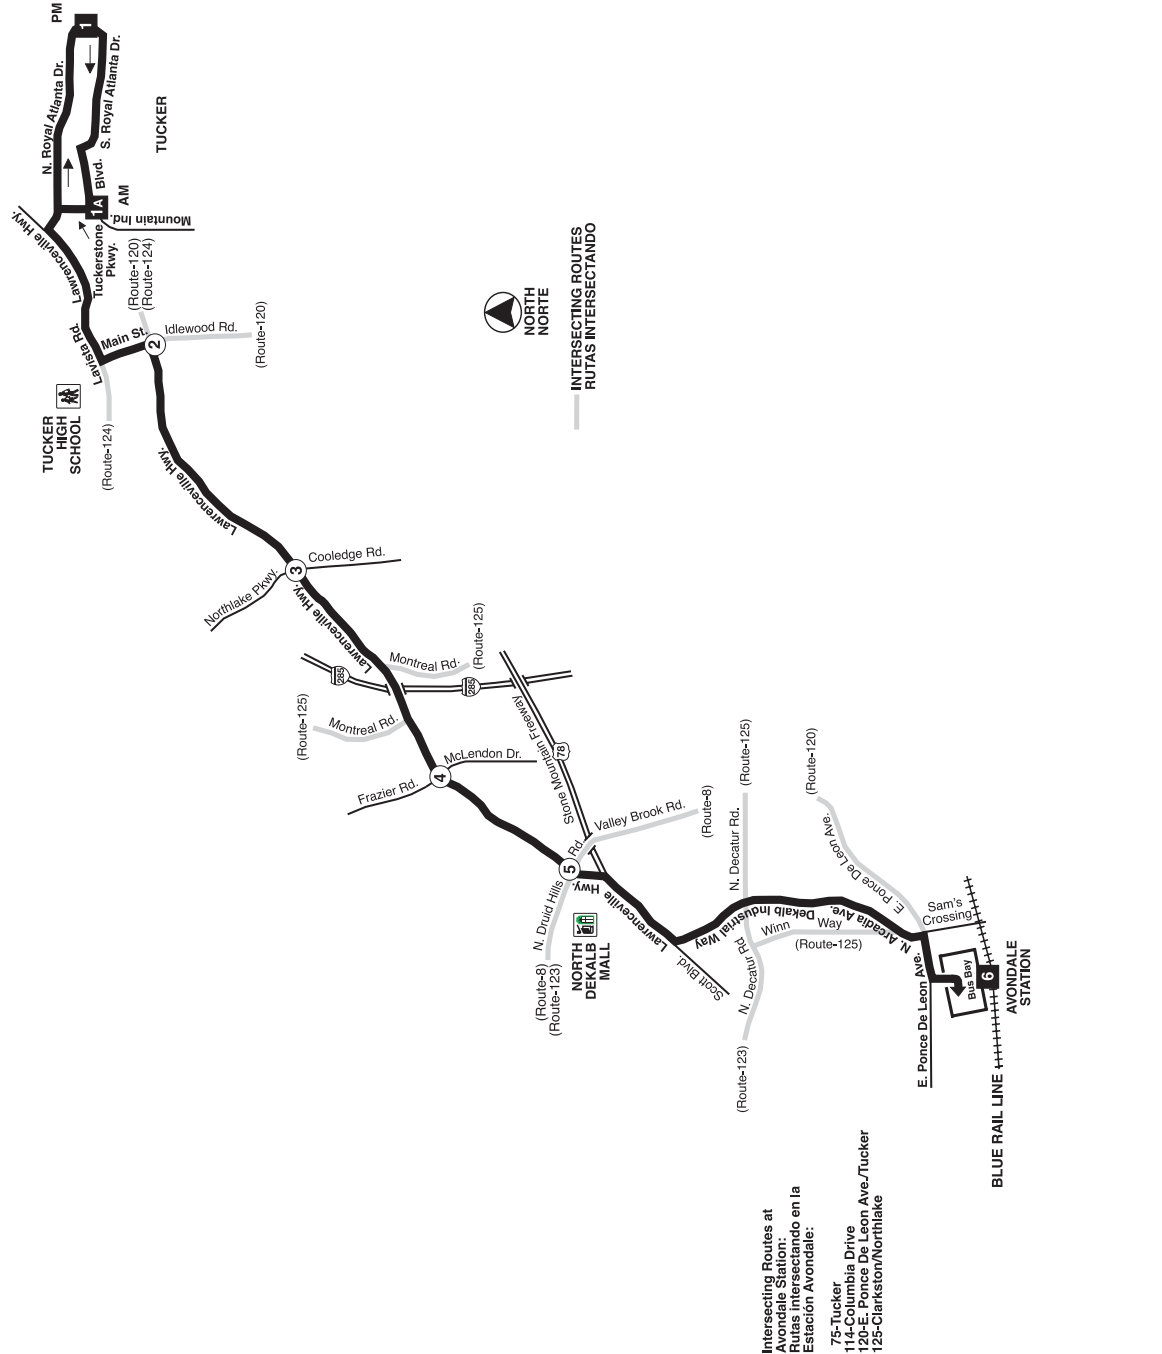 PM
1
N. Royal Atlanta Dr.
S. Royal Atlanta Dr.
TUCKER
Blvd.
AM
1A
Mountain Ind.
Lawrenceville Hwy.
Lawrenceville Hwy.
Tuckerstone
Pkwy.
(Route-120)
(Route-124)
Lavista Rd.
Main St.
2
Idlewood Rd.
(Route-120)
TUCKER
HIGH
SCHOOL
(Route-124)
NORTH
NORTE
INTERSECTING ROUTES
RUTAS INTERSECTANDO
Lawrenceville Hwy.
3
Cooledge Rd.
Northlake Pkwy.
Lawrenceville Hwy.
Montreal Rd.
(Route-125)
285
285
(Route-125)
Montreal Rd.
Stone Mountain Freeway
78
4
McLendon Dr.
Frazier Rd.
Valley Brook Rd.
(Route-8)
5
N. Druid Hills
Rd.
(Route-8)
(Route-123)
NORTH
DEKALB
MALL
Lawrenceville
Hwy.
Scott Blvd.
N. Decatur Rd.
(Route-125)
Dekalb Industrial Way
N. Decatur Rd.
(Route-123)
Winn Way
(Route-125)
N. Arcadia Ave.
E. Ponce De Leon Ave.
(Route-120)
Sam's
Crossing
E. Ponce De Leon Ave.
Bus Bay
6
AVONDALE
STATION
BLUE RAIL LINE
Intersecting Routes at
Avondale Station:
Rutas intersectando en la
Estación Avondale:
75-Tucker
114-Columbia Drive
120-E. Ponce De Leon Ave./Tucker
125-Clarkston/Northlake